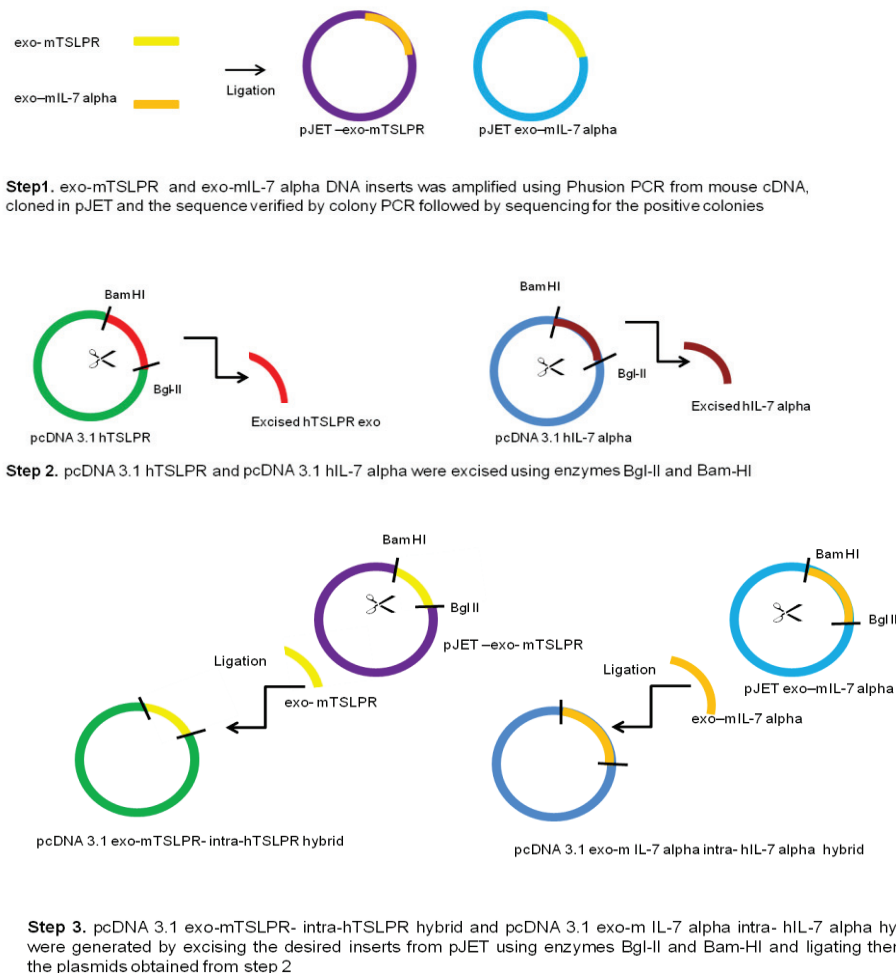 exo- mTSLPR
exo–mIL-7 alpha
Ligation
pJET –exo-mTSLPR
pJET exo–mIL-7 alpha
Step1. exo-mTSLPR and exo-mIL-7 alpha DNA inserts was amplified using Phusion PCR from mouse cDNA,
cloned in pJET and the sequence verified by colony PCR followed by sequencing for the positive colonies
Bam HI
Bgl-II
pcDNA 3.1 hTSLPR
Excised hTSLPR exo
Bam HI
Bgl-II
pcDNA 3.1 hIL-7 alpha
Excised hIL-7 alpha
Step 2. pcDNA 3.1 hTSLPR and pcDNA 3.1 hIL-7 alpha were excised using enzymes Bgl-II and Bam-HI
Bam HI
Bgl II
pJET –exo- mTSLPR
Ligation
exo- mTSLPR
pcDNA 3.1 exo-mTSLPR- intra-hTSLPR hybrid
Bam HI
Bgl II
pJET exo–mIL-7 alpha
Ligation
exo–mIL-7 alpha
pcDNA 3.1 exo-m IL-7 alpha intra- hIL-7 alpha hybrid
Step 3. pcDNA 3.1 exo-mTSLPR- intra-hTSLPR hybrid and pcDNA 3.1 exo-m IL-7 alpha intra- hIL-7 alpha hy
were generated by excising the desired inserts from pJET using enzymes Bgl-II and Bam-HI and ligating ther
the plasmids obtained from step 2